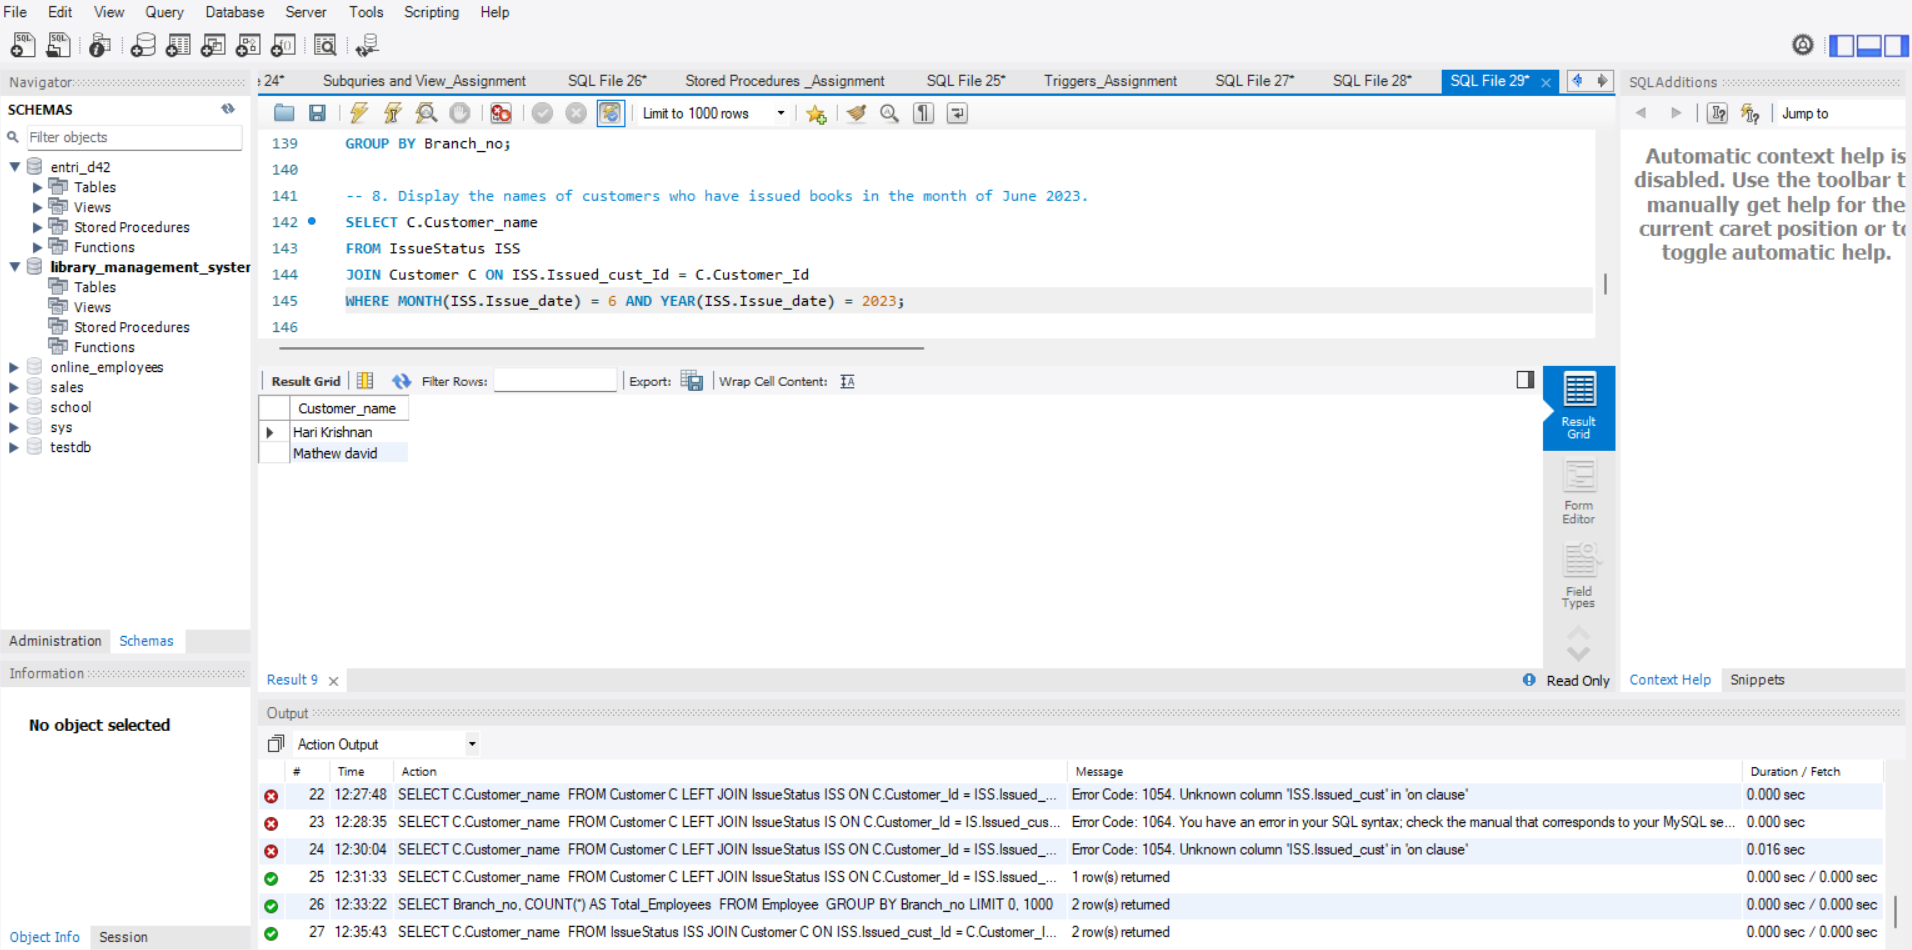 File Edit View Query Database Server Tools Scripting Help
Navigator
SCHEMAS
Filter objects
entri_d42
Tables
Views
Stored Procedures
Functions
library_management_syster
Tables
Views
Stored Procedures
Functions
online_employees
sales
school
sys
testdb
Administration Schemas
Information
No object selected
Object Info Session
e 24* Subquries and View_Assignment SQL File 26* Stored Procedures _Assignment SQL File 25* Triggers_Assignment SQL File 27* SQL File 28* SQL File 29*
Limit to 1000 rows
139 GROUP BY Branch_no;
140
141 -- 8. Display the names of customers who have issued books in the month of June 2023.
142 SELECT C.Customer_name
143 FROM IssueStatus ISS
144 JOIN Customer C ON ISS.Issued_cust_Id = C.Customer_Id
145 WHERE MONTH(ISS.Issue_date) = 6 AND YEAR(ISS.Issue_date) = 2023;
146
Result Grid Filter Rows: Export: Wrap Cell Content:
Customer_name
Hari Krishnan
Mathew david
Result
Grid
Form
Editor
Field
Types
Result 9 Read Only
SQLAdditions
Jump to
Automatic context help is
disabled. Use the toolbar t
manually get help for the
current caret position or to
toggle automatic help.
Context Help Snippets
Output
Action Output
# Time Action Message Duration / Fetch
22 12:27:48 SELECT C.Customer_name FROM Customer C LEFT JOIN IssueStatus ISS ON C.Customer_Id = ISS.Issued_... Error Code: 1054. Unknown column 'ISS.Issued_cust' in 'on clause' 0.000 sec
23 12:28:35 SELECT C.Customer_name FROM Customer C LEFT JOIN IssueStatus IS ON C.Customer_Id = IS.Issued_cus... Error Code: 1064. You have an error in your SQL syntax; check the manual that corresponds to your MySQL se... 0.000 sec
24 12:30:04 SELECT C.Customer_name FROM Customer C LEFT JOIN IssueStatus ISS ON C.Customer_Id = ISS.Issued_... Error Code: 1054. Unknown column 'ISS.Issued_cust' in 'on clause' 0.016 sec
25 12:31:33 SELECT C.Customer_name FROM Customer C LEFT JOIN IssueStatus ISS ON C.Customer_Id = ISS.Issued_... 1 row(s) returned 0.000 sec / 0.000 sec
26 12:33:22 SELECT Branch_no, COUNT(*) AS Total_Employees FROM Employee GROUP BY Branch_no LIMIT 0, 1000 2 row(s) returned 0.000 sec / 0.000 sec
27 12:35:43 SELECT C.Customer_name FROM IssueStatus ISS JOIN Customer C ON ISS.Issued_cust_Id = C.Customer_I... 2 row(s) returned 0.000 sec / 0.000 sec